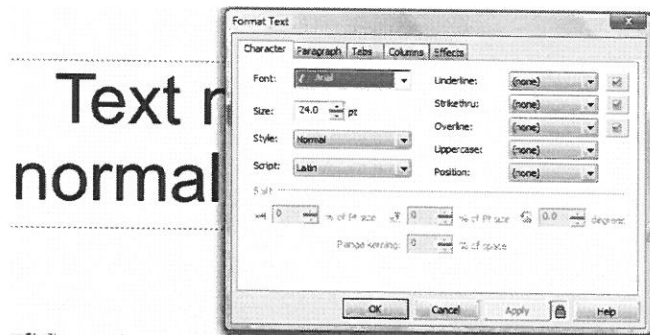 Format Text
Character Paragraph Tabs Columns Effects
Font: Arial
Size: 24.0 pt
Style: Normal
Script: Latin
Underline: (none)
Strikethru: (none)
Overline: (none)
Uppercase: (none)
Position: (none)
Shift
0 % of Pt size 0 % of Pt size 0.0 degrees
Range kerning: 0 % of space
OK Cancel Apply Help
Text
normal